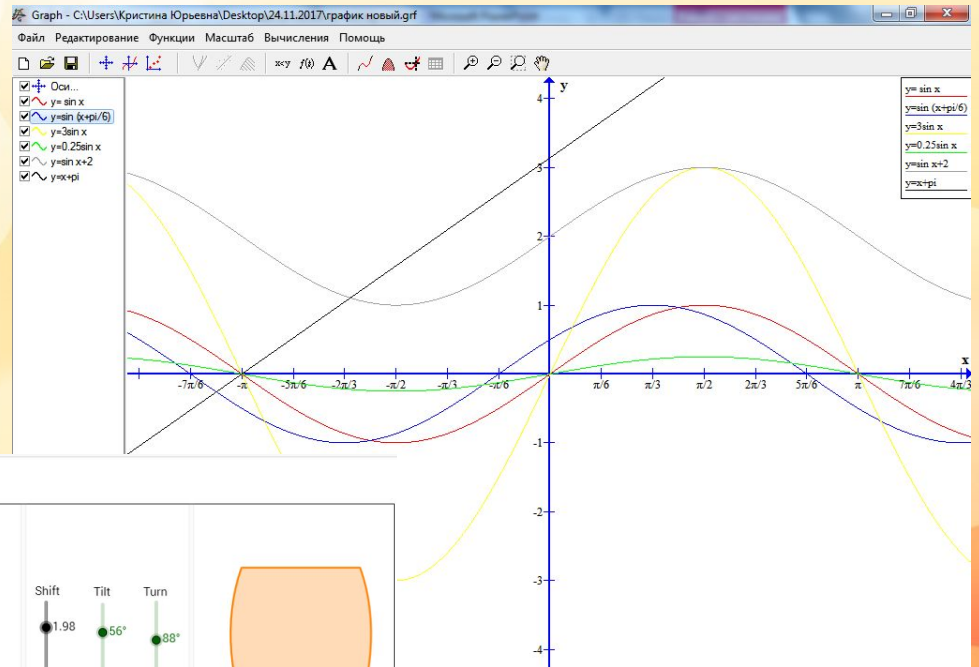 Graph - C:\Users\Кристина Юрьевна\Desktop\24.11.2017\график новый.grf
Файл Редактирование Функции Масштаб Вычисления Помощь
x<y f(i) A
Оси...
y= sin x
y=sin (x+pi/6)
y=3sin x
y=0.25sin x
y=sin x+2
y=x+pi
y= sin x
y=sin (x+pi/6)
y=3sin x
y=0.25sin x
y=sin x+2
y=x+pi
y
4
3
2
1
x
-7π/6 -π -5π/6 -2π/3 -π/2 -π/3 -π/6 π/6 π/3 π/2 2π/3 5π/6 π 7π/6 4π/3
-1
-2
-3
-4
Shift Tilt Turn
1.98 56° 88°